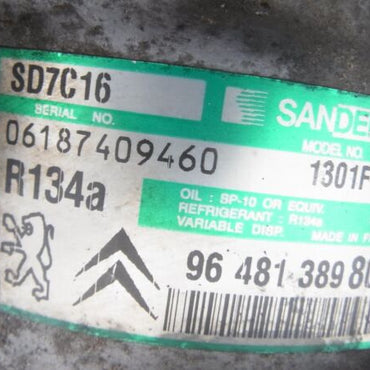 SD7C16
SANDE
SERIAL NO.
MODEL NO.
06187409460
1301F
R134a
OIL : SP-10 OR EQUIV.
REFRIGERANT : R134a
VARIABLE DISP. MADE IN F
96 481 389 80